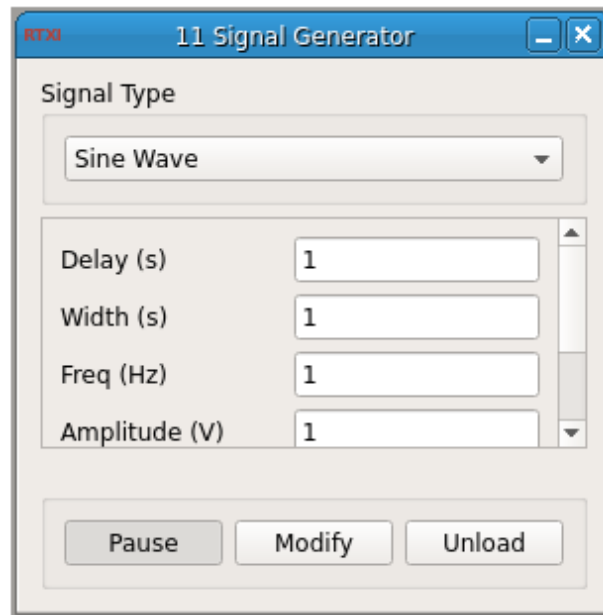 RTXI 11 Signal Generator
Signal Type
Sine Wave
Delay (s) 1
Width (s) 1
Freq (Hz) 1
Amplitude (V) 1
Pause Modify Unload